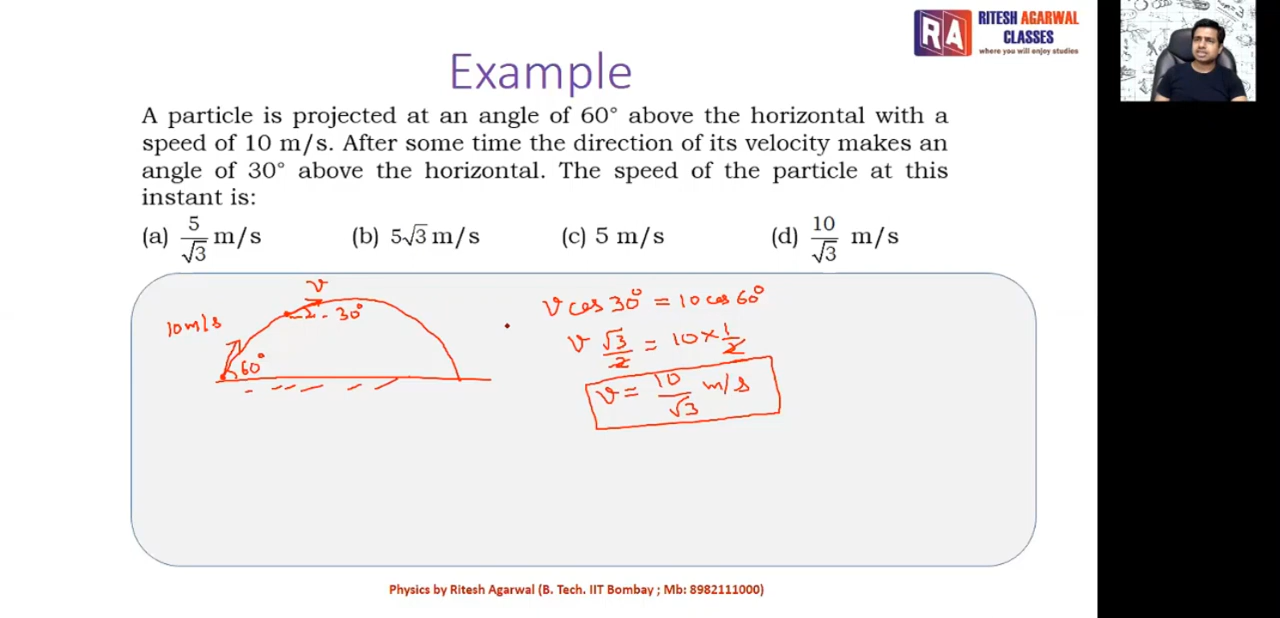 RA
RITESH AGARWAL
CLASSES
where you will enjoy studies
Example
A particle is projected at an angle of 60° above the horizontal with a
speed of 10 m/s. After some time the direction of its velocity makes an
angle of 30° above the horizontal. The speed of the particle at this
instant is:
(a) 5/√3 m/s (b) 5√3 m/s (c) 5 m/s (d) 10/√3 m/s
v
30°
10m/s
60°
v cos 30° = 10 cos 60°
v √3/2 = 10 × 1/2
v = 10/√3 m/s
Physics by Ritesh Agarwal (B. Tech. IIT Bombay ; Mb: 8982111000)